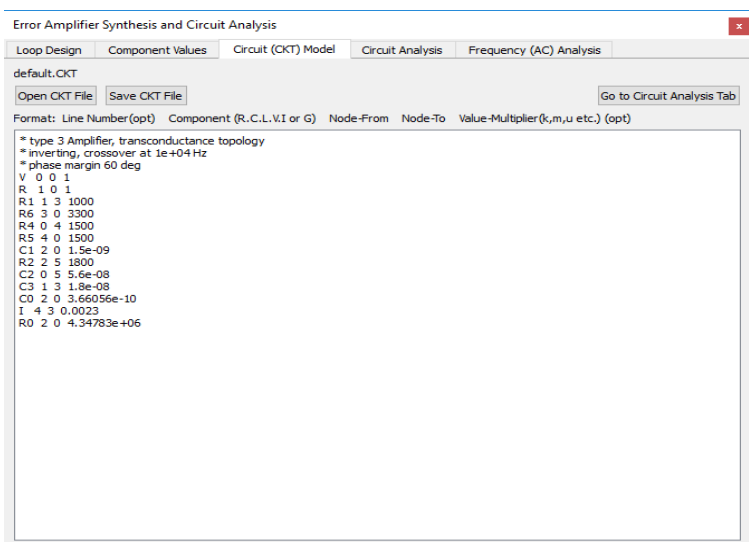 Error Amplifier Synthesis and Circuit Analysis
x
Loop Design Component Values Circuit (CKT) Model Circuit Analysis Frequency (AC) Analysis
default.CKT
Open CKT File Save CKT File Go to Circuit Analysis Tab
Format: Line Number(opt) Component (R.C.L.V.I or G) Node-From Node-To Value-Multiplier(k,m,u etc.) (opt)
* type 3 Amplifier, transconductance topology
* inverting, crossover at 1e+04 Hz
* phase margin 60 deg
V 0 0 1
R 1 0 1
R1 1 3 1000
R6 3 0 3300
R4 0 4 1500
R5 4 0 1500
C1 2 0 1.5e-09
R2 2 5 1800
C2 0 5 5.6e-08
C3 1 3 1.8e-08
C0 2 0 3.66056e-10
I 4 3 0.0023
R0 2 0 4.34783e+06